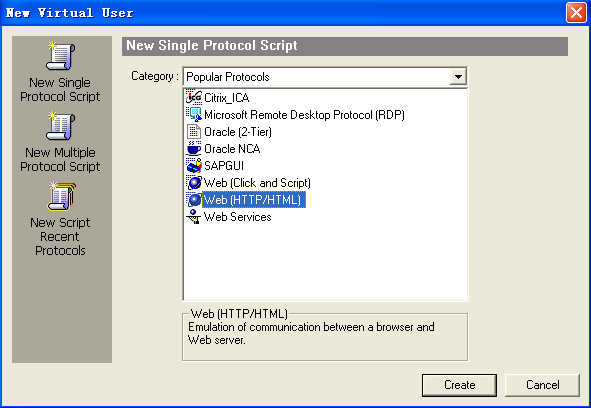 New Virtual User
New Single
Protocol Script
New Multiple
Protocol Script
New Script
Recent
Protocols
New Single Protocol Script
Category :
Popular Protocols
Citrix_ICA
Microsoft Remote Desktop Protocol (RDP)
Oracle (2-Tier)
Oracle NCA
SAPGUI
Web (Click and Script)
Web (HTTP/HTML)
Web Services
Web (HTTP/HTML)
Emulation of communication between a browser and
Web server.
Create
Cancel